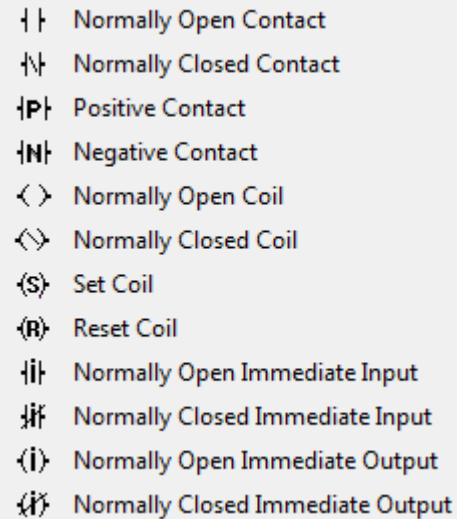 Normally Open Contact
Normally Closed Contact
P Positive Contact
N Negative Contact
Normally Open Coil
Normally Closed Coil
(S) Set Coil
(R) Reset Coil
i Normally Open Immediate Input
i Normally Closed Immediate Input
(i) Normally Open Immediate Output
(i) Normally Closed Immediate Output